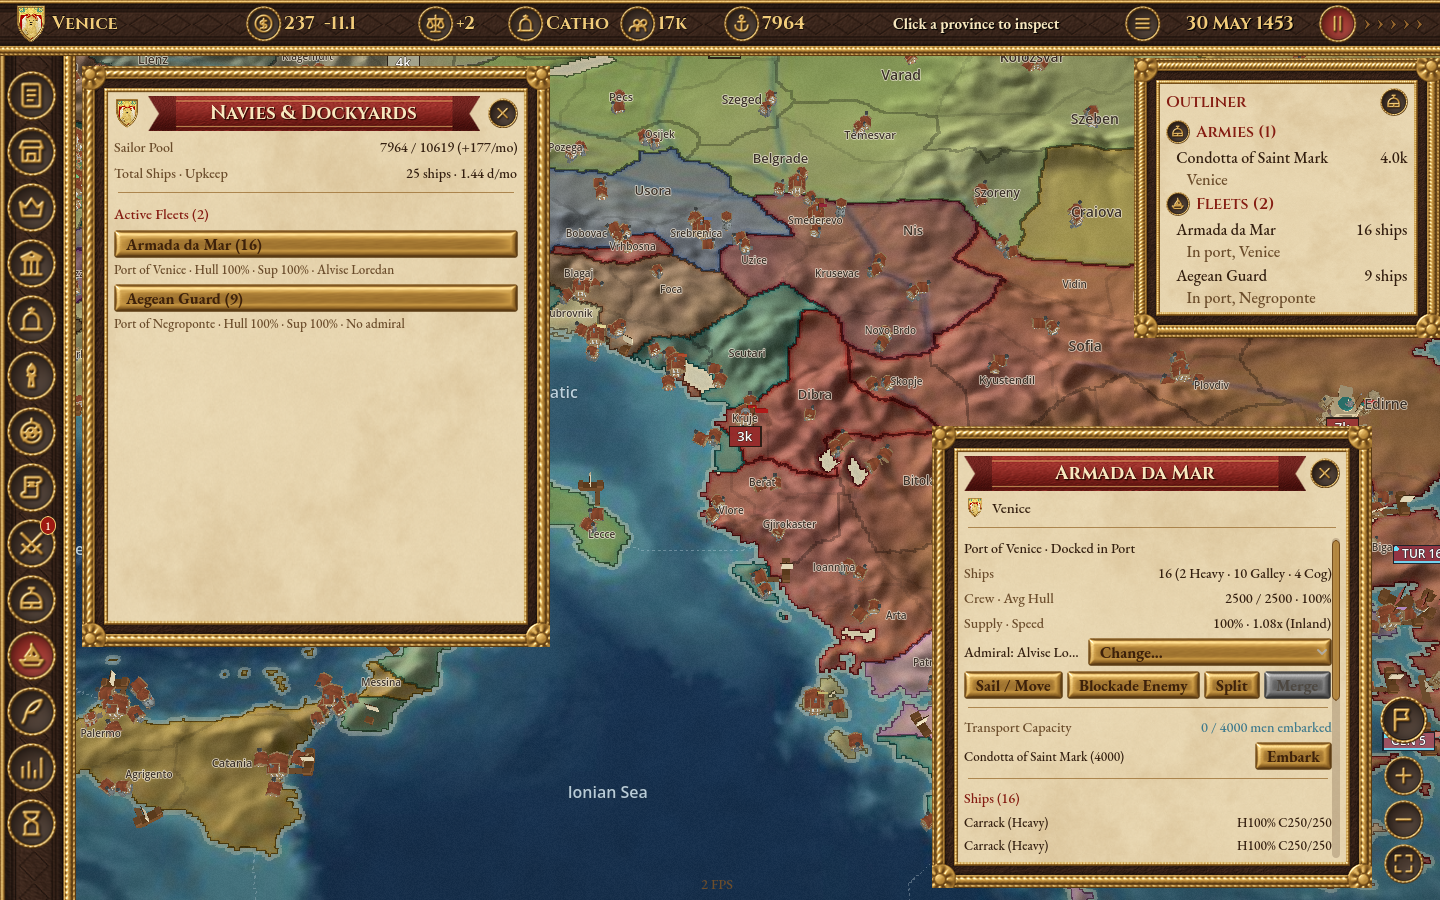 VENICE
237 -11.1
+2
CATHO
17K
7964
Click a province to inspect
30 MAY 1453
NAVIES & DOCKYARDS
Sailor Pool 7964 / 10619 (+177/mo)
Total Ships · Upkeep 25 ships · 1.44 d/mo
Active Fleets (2)
Armada da Mar (16)
Port of Venice · Hull 100% · Sup 100% · Alvise Loredan
Aegean Guard (9)
Port of Negroponte · Hull 100% · Sup 100% · No admiral
OUTLINER
ARMIES (1)
Condotta of Saint Mark 4.0k
Venice
FLEETS (2)
Armada da Mar 16 ships
In port, Venice
Aegean Guard 9 ships
In port, Negroponte
ARMADA DA MAR
Venice
Port of Venice · Docked in Port
Ships 16 (2 Heavy · 10 Galley · 4 Cog)
Crew · Avg Hull 2500 / 2500 · 100%
Supply · Speed 100% · 1.08x (Inland)
Admiral: Alvise Lo... Change...
Sail / Move Blockade Enemy Split Merge
Transport Capacity 0 / 4000 men embarked
Condotta of Saint Mark (4000) Embark
Ships (16)
Carrack (Heavy) H100% C250/250
Carrack (Heavy) H100% C250/250
1
Lienz
4k
Varad
Kolozsvar
Pecs
Szeged
Szeben
Osijek
Temesvar
Pozega
Belgrade
Usora
Szoreny
Craiova
Smederevo
Bobovac
Srebrenica
Nis
Vrhbosna
Uzice
Blagaj
Krusevac
Foca
Vidin
Novo Brdo
Scutari
Sofia
Skopje
Kyustendil
Plovdiv
Dibra
Edirne
atic
Kruje
3k
Berat
Vlore
Gjirokaster
Lecce
Ioannina
Biga
TUR 16
Arta
Messina
Palermo
Catania
Agrigento
Ionian Sea
2 FPS